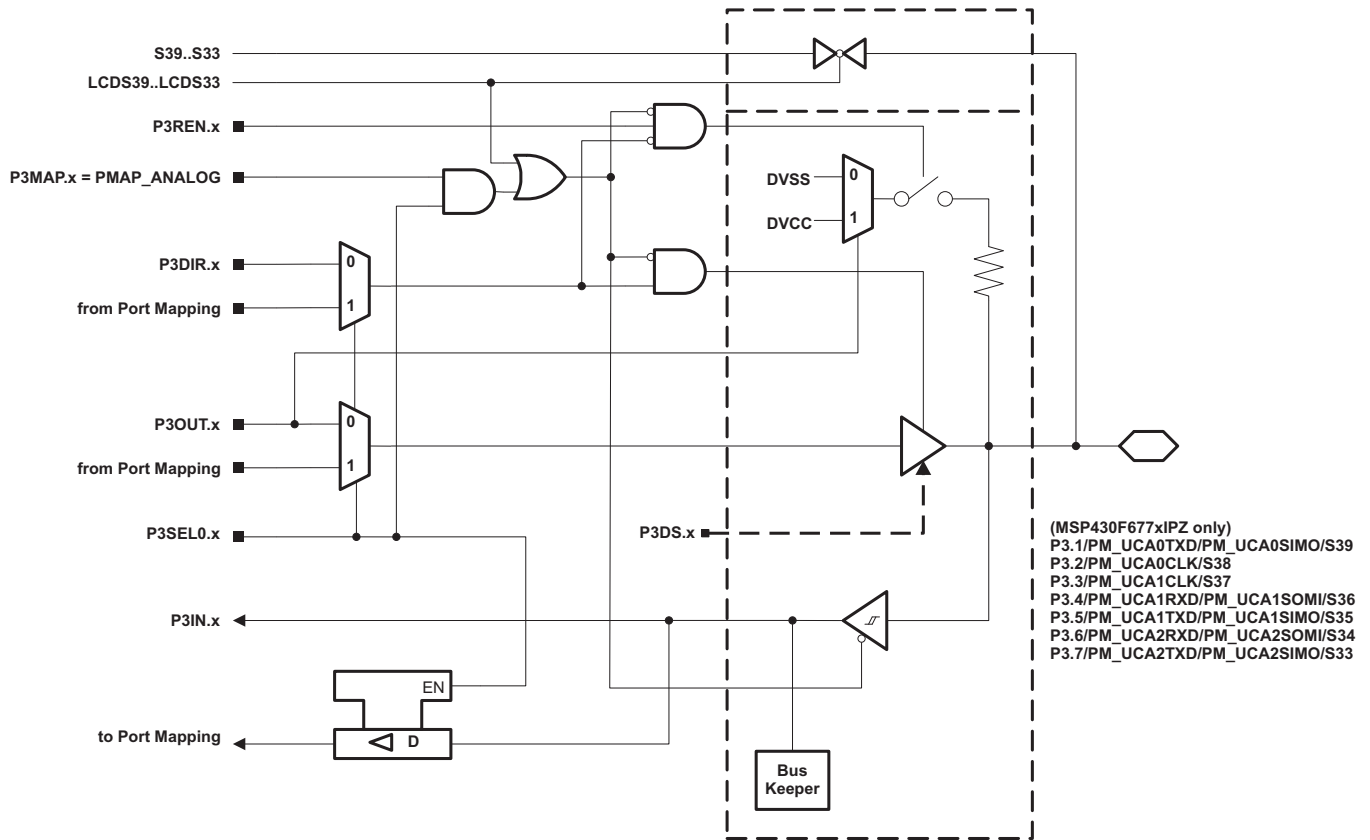 S39..S33
LCDS39..LCDS33
P3REN.x
P3MAP.x = PMAP_ANALOG
DVSS
0
DVCC
1
P3DIR.x
0
from Port Mapping
1
P3OUT.x
0
from Port Mapping
1
P3SEL0.x
P3DS.x
(MSP430F677xIPZ only)
P3.1/PM_UCA0TXD/PM_UCA0SIMO/S39
P3.2/PM_UCA0CLK/S38
P3.3/PM_UCA1CLK/S37
P3.4/PM_UCA1RXD/PM_UCA1SOMI/S36
P3.5/PM_UCA1TXD/PM_UCA1SIMO/S35
P3.6/PM_UCA2RXD/PM_UCA2SOMI/S34
P3.7/PM_UCA2TXD/PM_UCA2SIMO/S33
P3IN.x
EN
to Port Mapping
D
Bus
Keeper